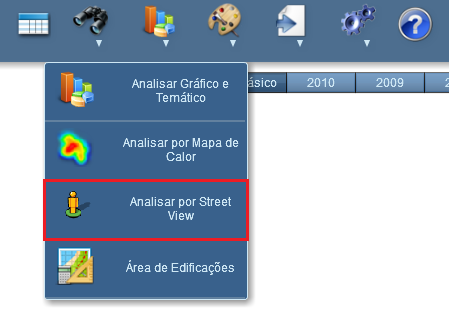 ?
Analisar Gráfico e
Temático
ásico
2010
2009
2
Analisar por Mapa de
Calor
Analisar por Street
View
Área de Edificações